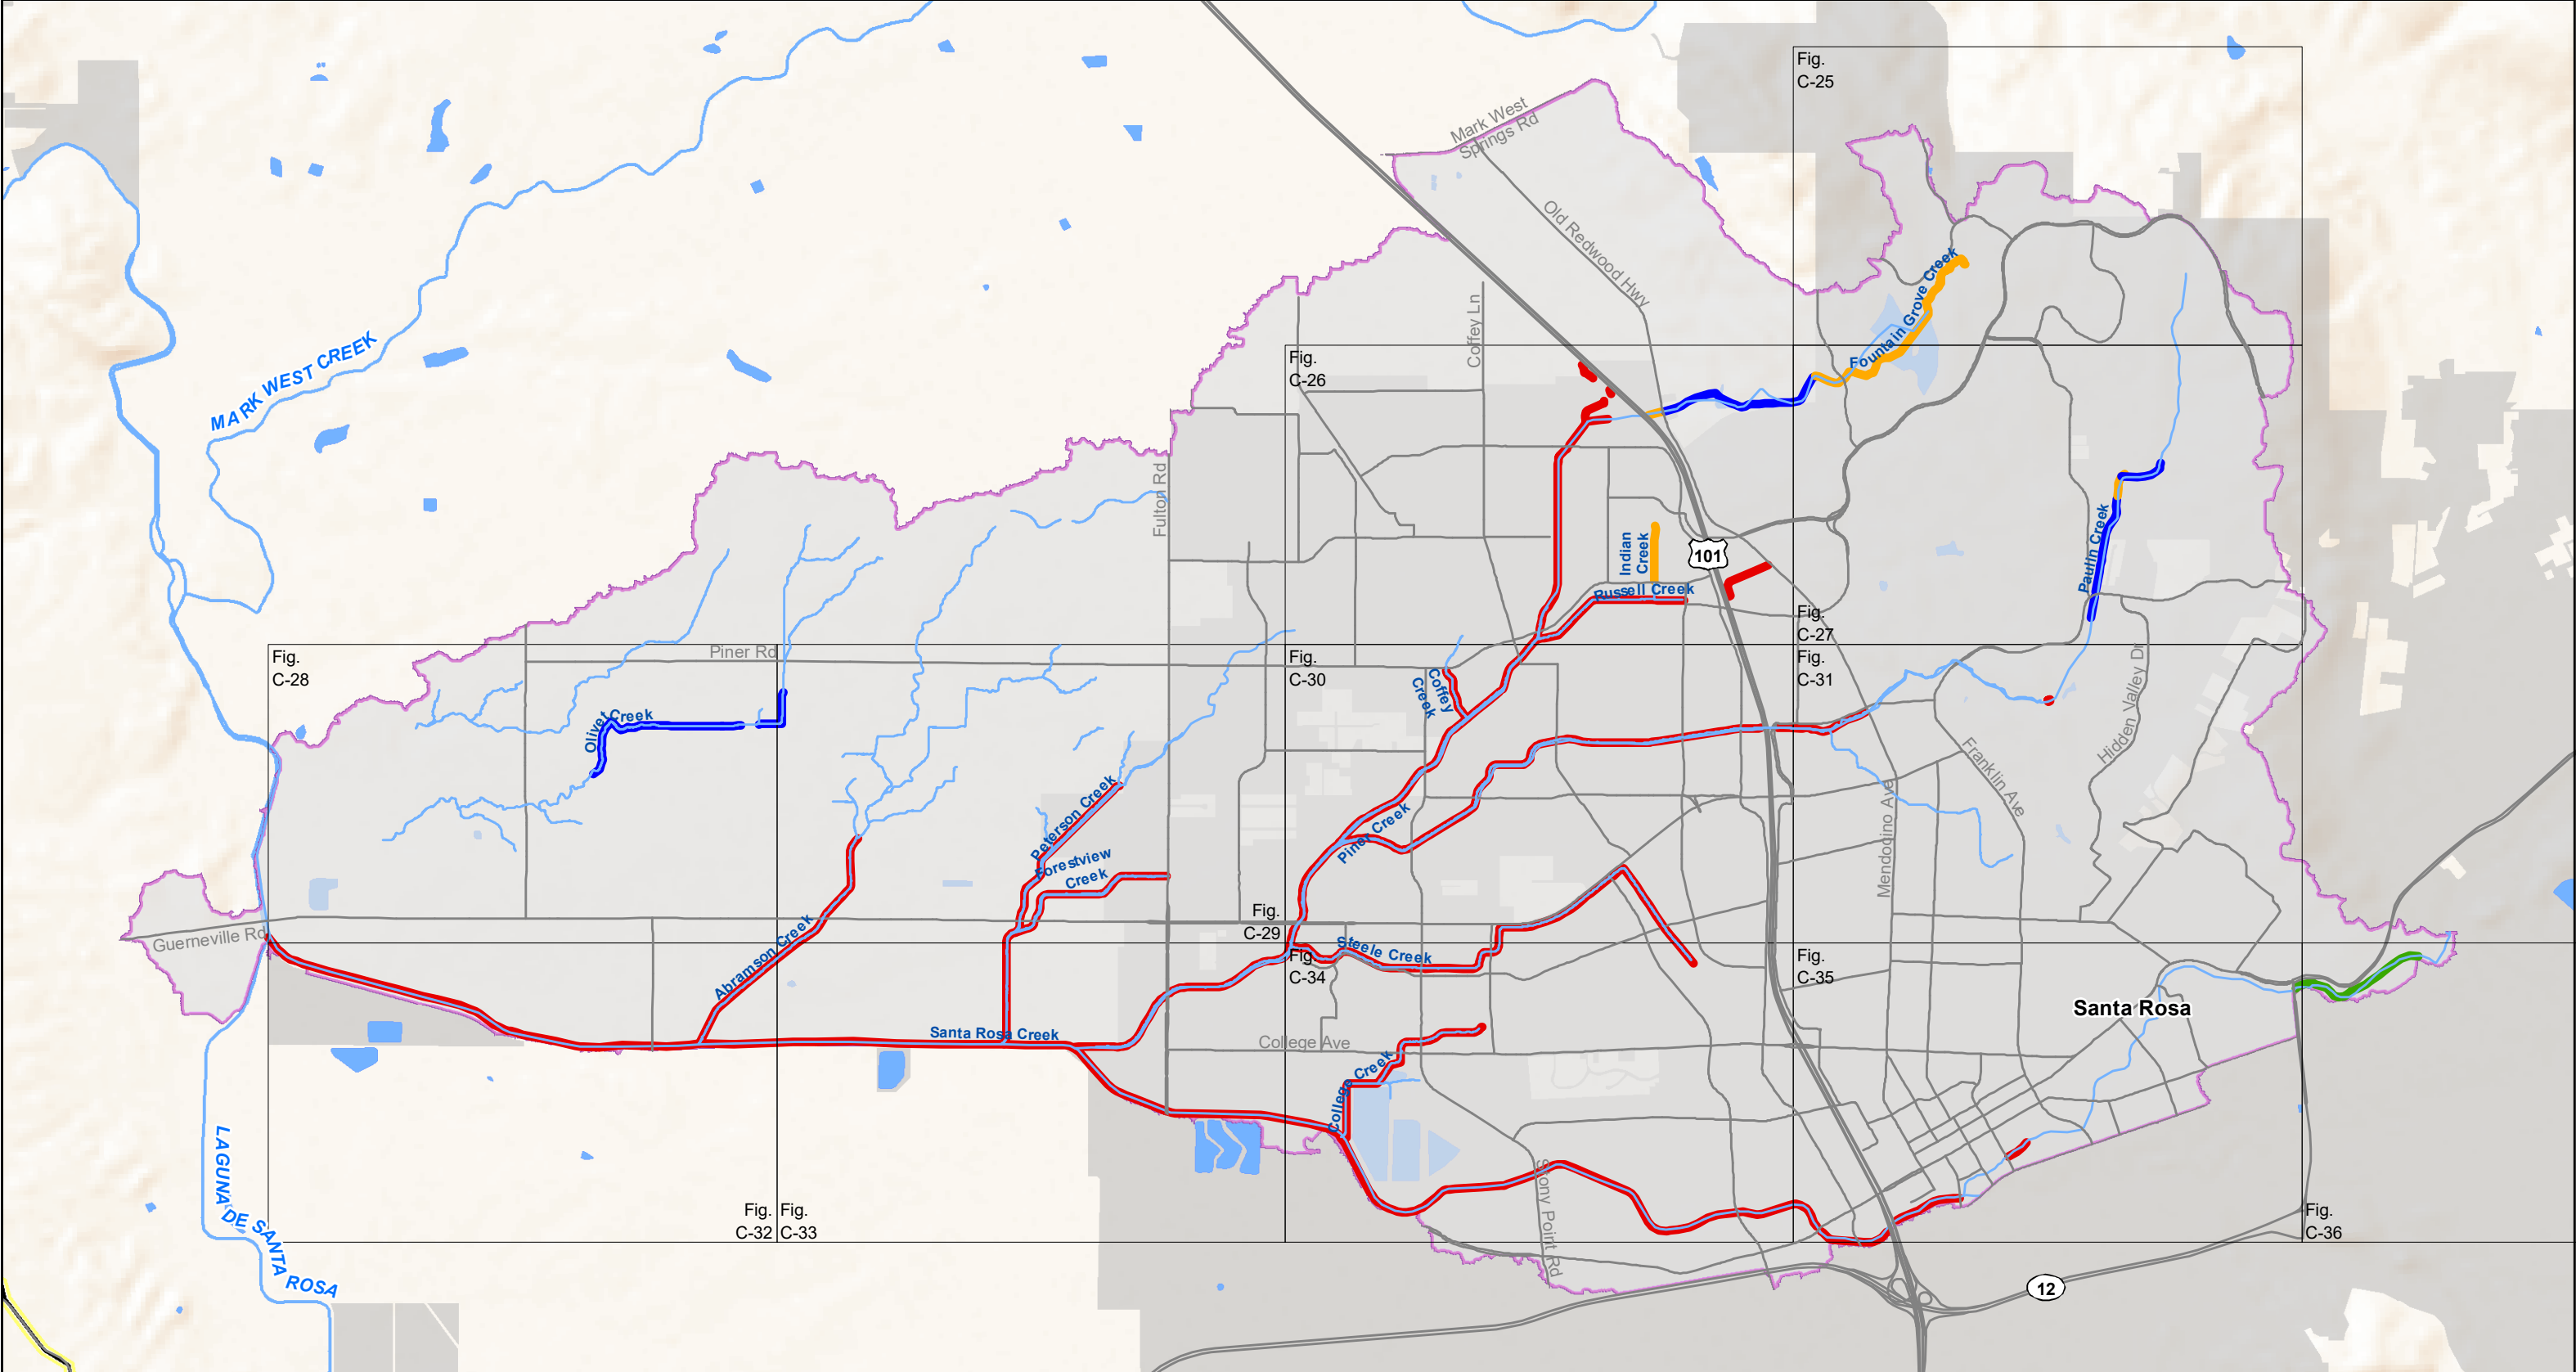 Fig.
C-25
Mark West
Springs Rd
Old Redwood Hwy
Fountain Grove Creek
MARK WEST CREEK
Coffey Ln
Fig.
C-26
Fulton Rd
Indian
Creek
101
Paulin Creek
Russell Creek
Fig.
C-27
Piner Rd
Fig.
C-28
Fig.
C-30
Fig.
C-31
Coffey
Creek
Hidden Valley Dr
Olivet Creek
Franklin Ave
Peterson Creek
Piner Creek
Mendocino Ave
Forestview
Creek
Fig.
C-29
Guerneville Rd
Abramson Creek
Steele Creek
Fig.
C-34
Fig.
C-35
Santa Rosa
Santa Rosa Creek
College Ave
College Creek
LAGUNA DE SANTA ROSA
Stony Point Rd
Fig.
C-32
Fig.
C-33
Fig.
C-36
12